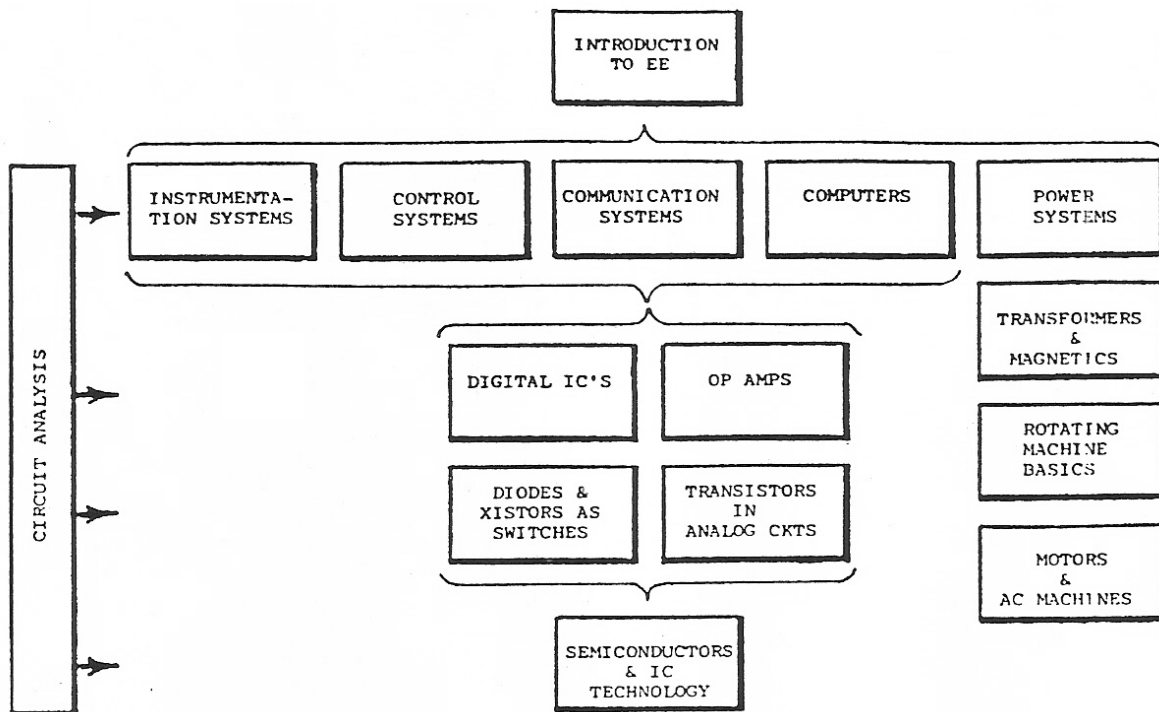 INTRODUCTION
TO EE
INSTRUMENTA-
TION SYSTEMS
CONTROL
SYSTEMS
COMMUNICATION
SYSTEMS
COMPUTERS
POWER
SYSTEMS
CIRCUIT ANALYSIS
TRANSFORMERS
&
MAGNETICS
DIGITAL IC'S
OP AMPS
ROTATING
MACHINE
BASICS
DIODES &
XISTORS AS
SWITCHES
TRANSISTORS
IN
ANALOG CKTS
MOTORS
&
AC MACHINES
SEMICONDUCTORS
& IC
TECHNOLOGY